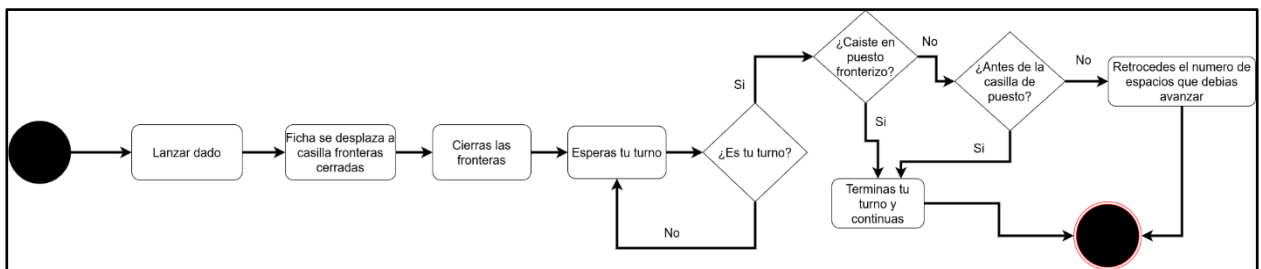 Lanzar dado
Ficha se desplaza a
casilla fronteras
cerradas
Cierras las
fronteras
Esperas tu turno
¿Es tu turno?
No
Si
¿Caiste en
puesto
fronterizo?
No
Si
¿Antes de la
casilla de
puesto?
Si
No
Terminas tu
turno y
continuas
Retrocedes el numero de
espacios que debias
avanzar